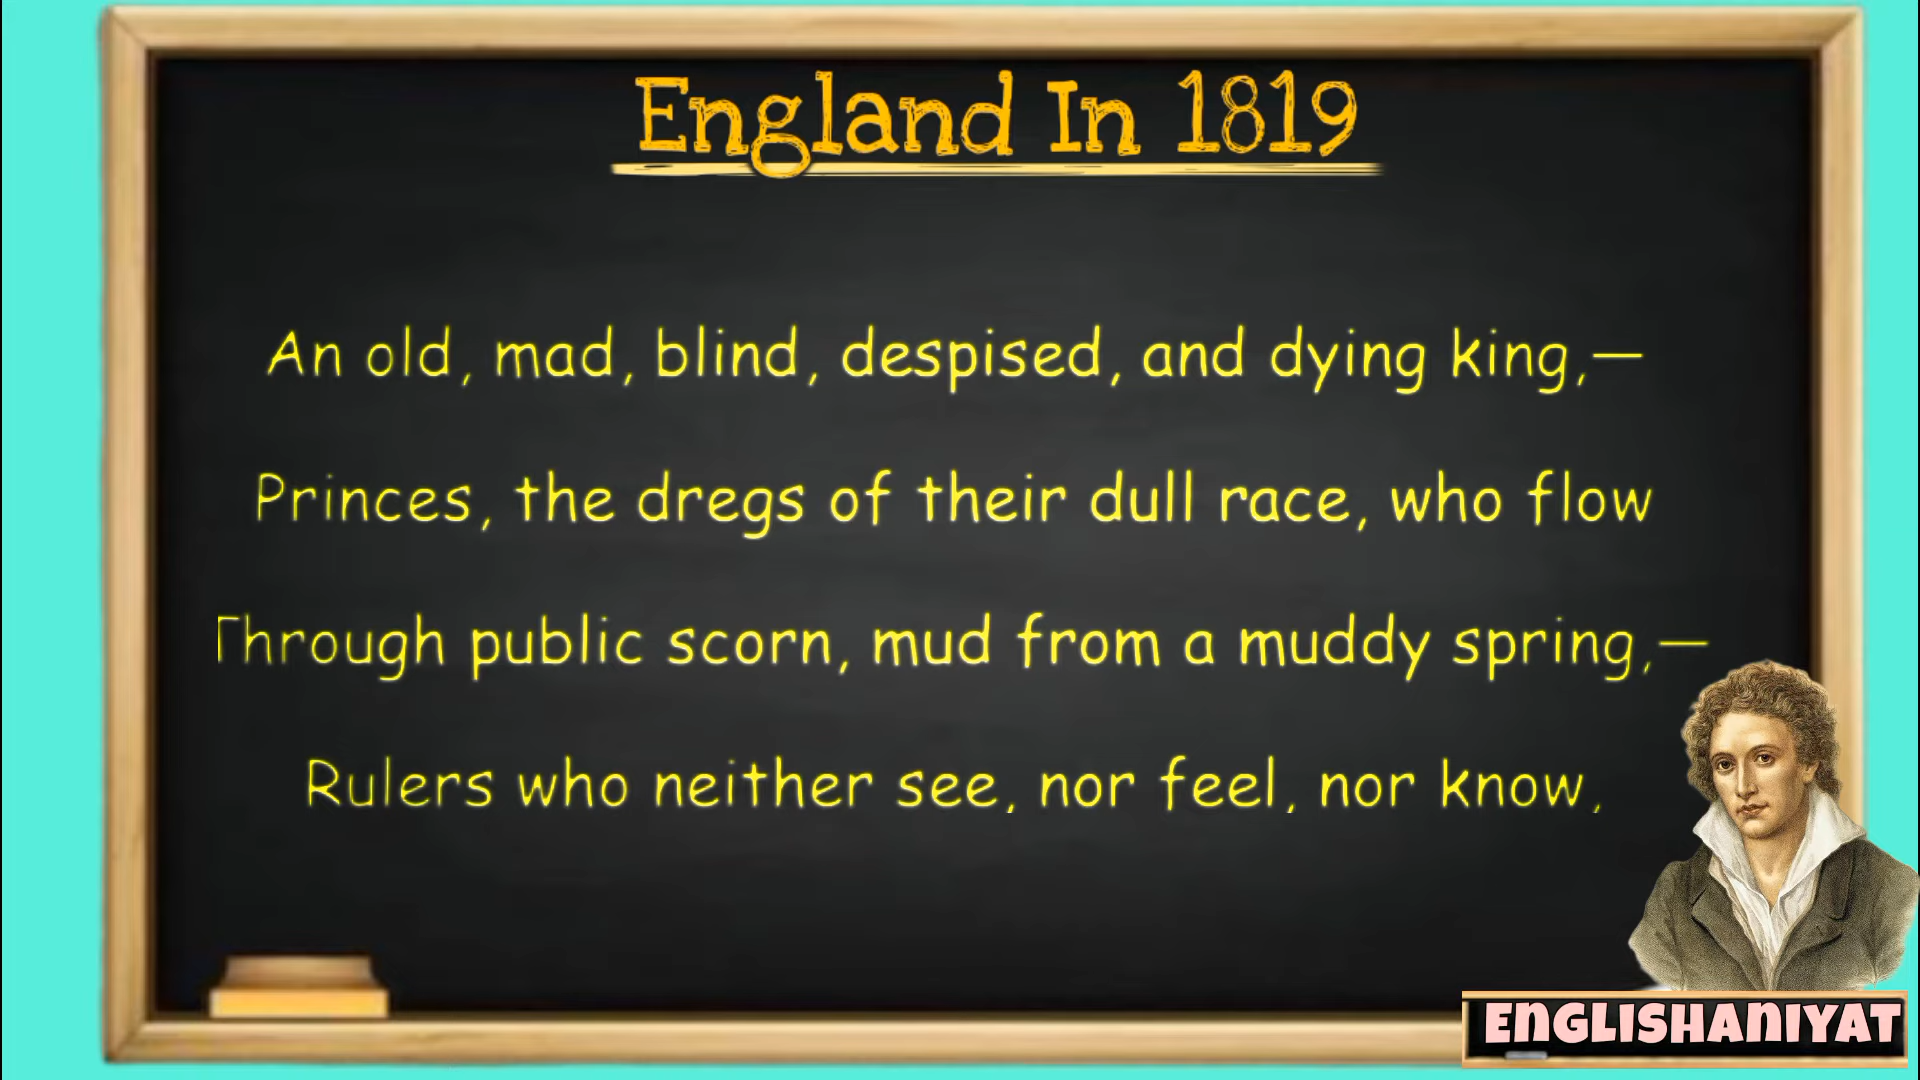 England In 1819
An old, mad, blind, despised, and dying king,—
Princes, the dregs of their dull race, who flow
Through public scorn, mud from a muddy spring,—
Rulers who neither see, nor feel, nor know,
ENGLISHANIYAT